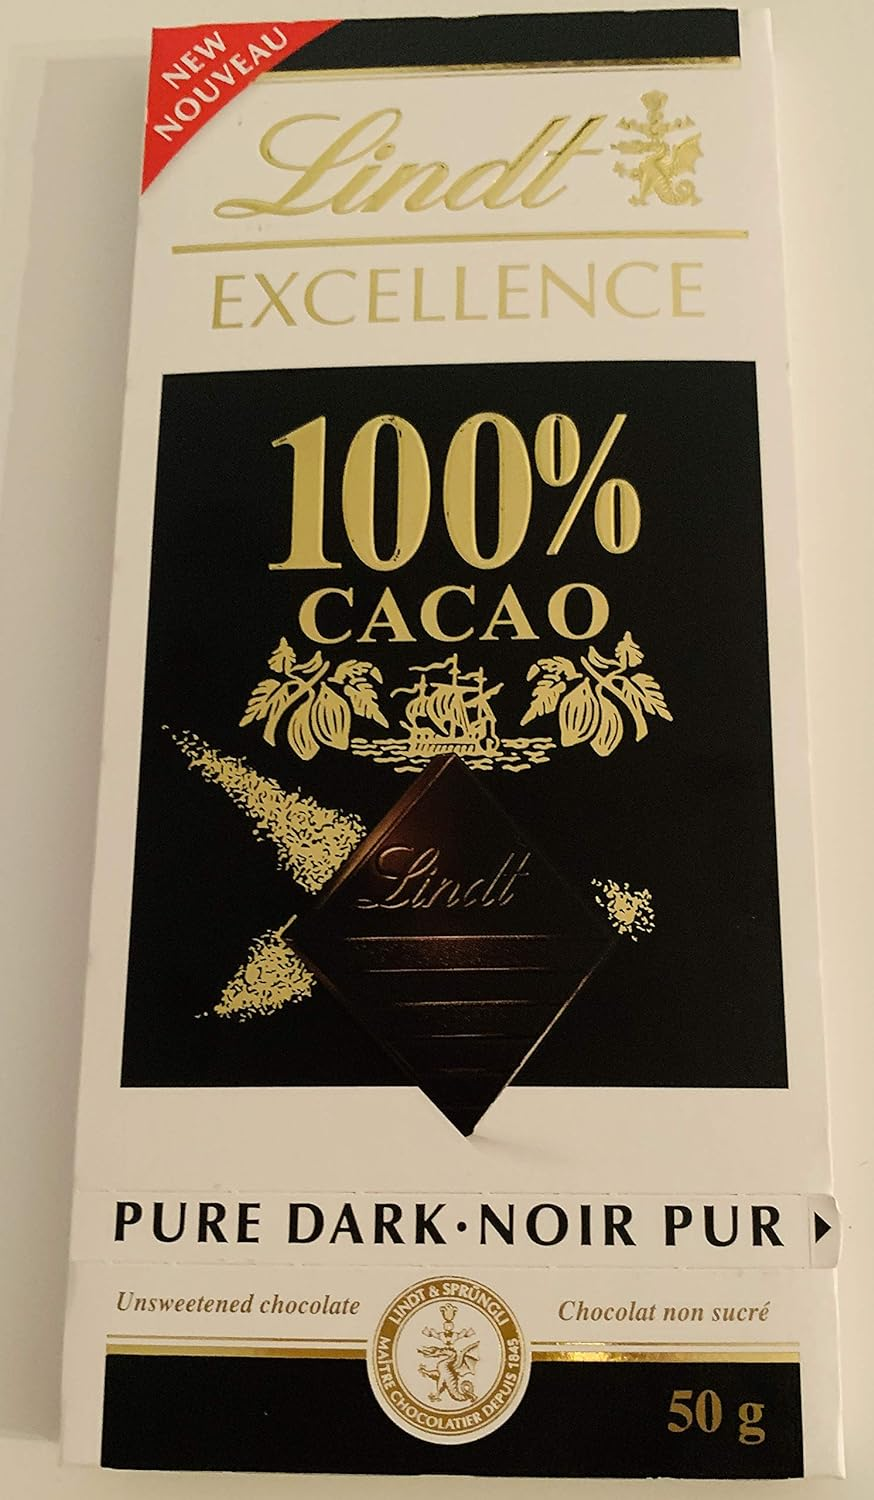 NEW
NOUVEAU
Lindt
EXCELLENCE
100%
CACAO
Lindt
PURE DARK·NOIR PUR
Unsweetened chocolate
Chocolat non sucré
LINDT & SPRÜNGLI
MAÎTRE CHOCOLATIER DEPUIS 1845
50 g